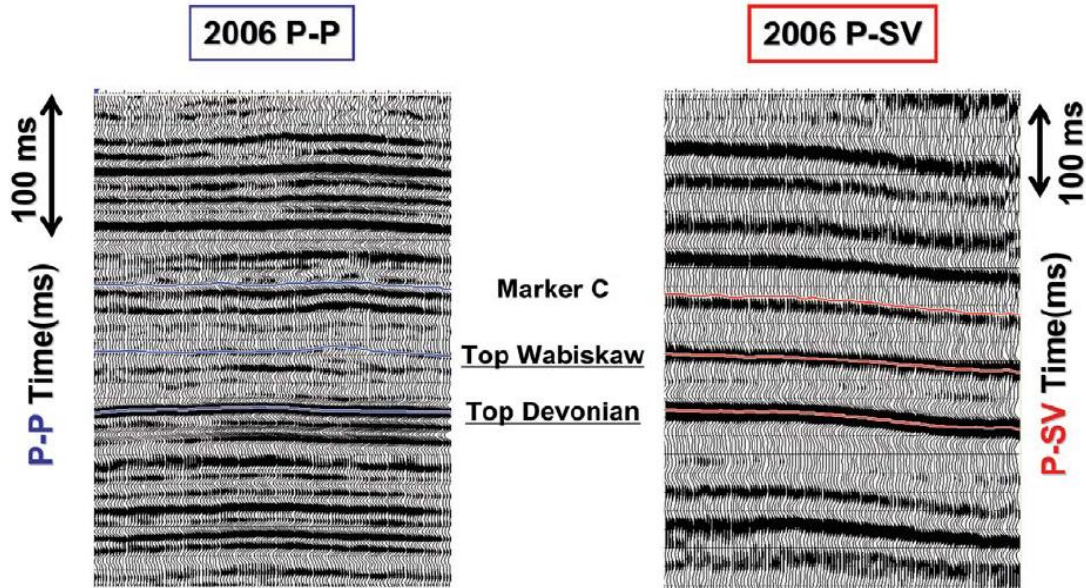 2006 P-P
2006 P-SV
100 ms
P-P Time(ms)
Marker C
Top Wabiskaw
Top Devonian
100 ms
P-SV Time(ms)